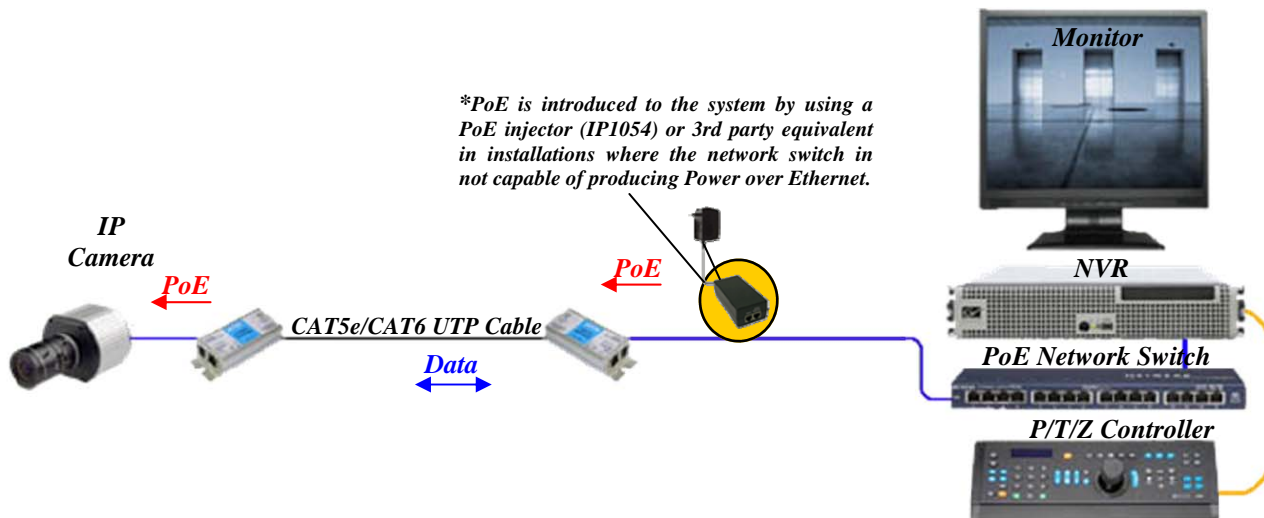 Monitor
*PoE is introduced to the system by using a
PoE injector (IP1054) or 3rd party equivalent
in installations where the network switch in
not capable of producing Power over Ethernet.
IP
Camera
PoE
PoE
NVR
CAT5e/CAT6 UTP Cable
Data
PoE Network Switch
P/T/Z Controller